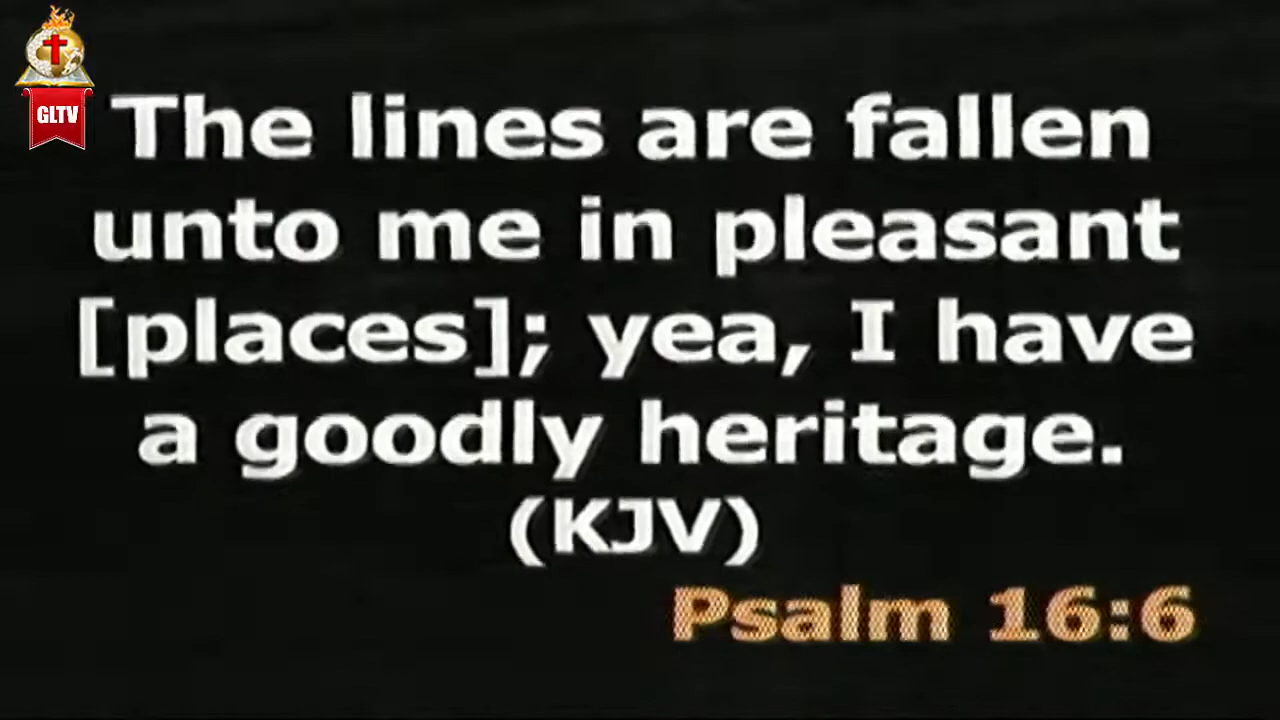 GLTV
The lines are fallen
unto me in pleasant
[places]; yea, I have
a goodly heritage.
(KJV)
Psalm 16:6